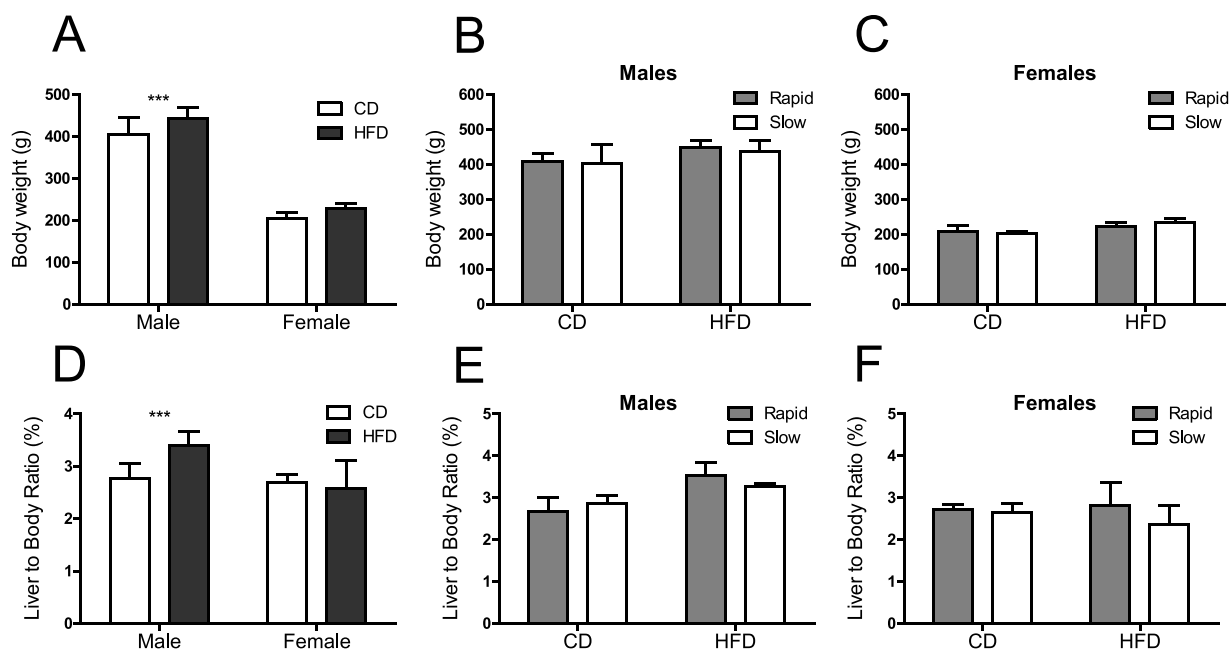 A
Body weight (g)
500
400
300
200
100
0
***
CD
HFD
Male
Female
B
Males
Body weight (g)
600
500
400
300
200
100
0
Rapid
Slow
CD
HFD
C
Females
Body weight (g)
600
500
400
300
200
100
0
Rapid
Slow
CD
HFD
D
Liver to Body Ratio (%)
4
3
2
1
0
***
CD
HFD
Male
Female
E
Males
Liver to Body Ratio (%)
5
4
3
2
1
0
Rapid
Slow
CD
HFD
F
Females
Liver to Body Ratio (%)
5
4
3
2
1
0
Rapid
Slow
CD
HFD